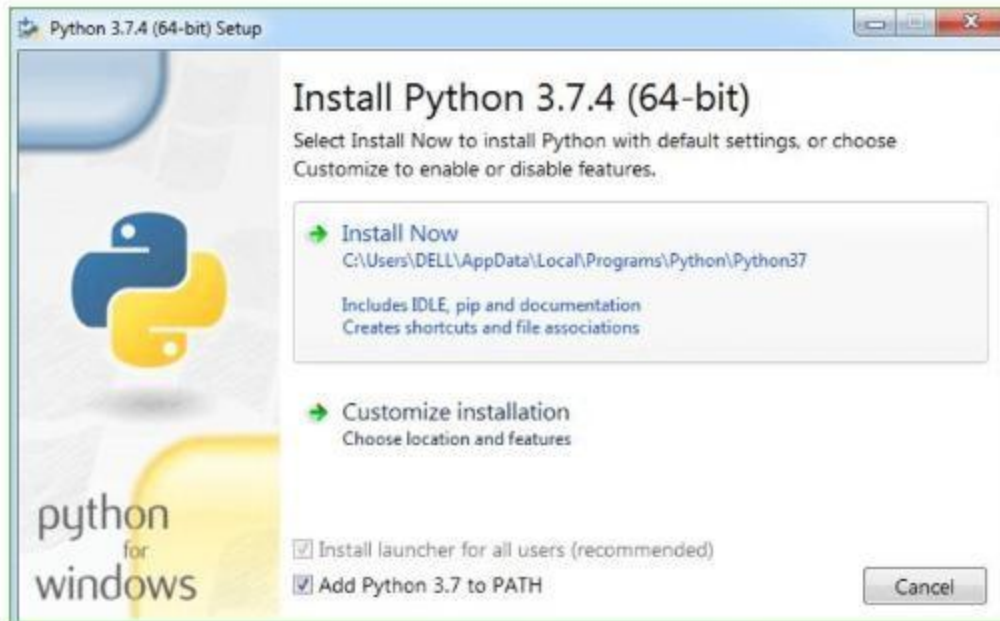 Python 3.7.4 (64-bit) Setup
Install Python 3.7.4 (64-bit)
Select Install Now to install Python with default settings, or choose
Customize to enable or disable features.
Install Now
C:\Users\DELL\AppData\Local\Programs\Python\Python37
Includes IDLE, pip and documentation
Creates shortcuts and file associations
Customize installation
Choose location and features
python
for
windows
Install launcher for all users (recommended)
Add Python 3.7 to PATH
Cancel